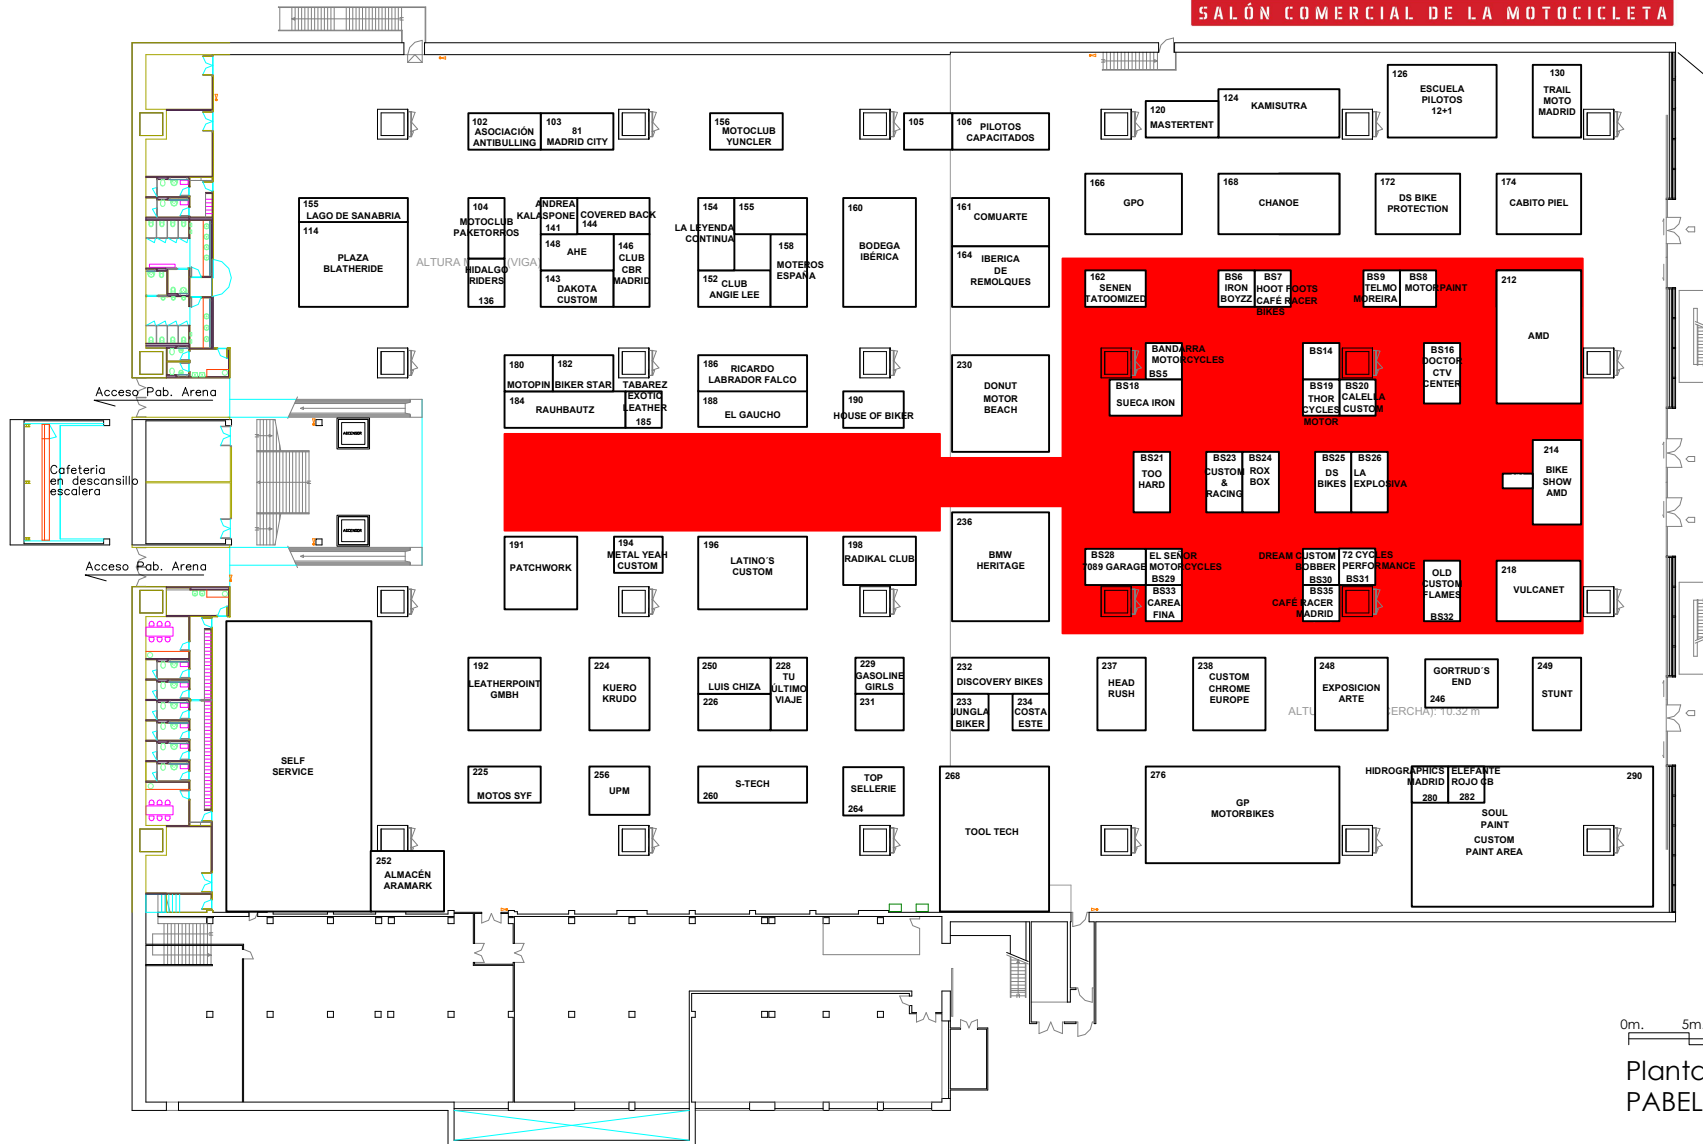 SALÓN COMERCIAL DE LA MOTOCICLETA
102
ASOCIACIÓN
ANTIBULLING
103
81
MADRID CITY
156
MOTOCLUB
YUNCLER
105
106
PILOTOS
CAPACITADOS
120
MASTERTENT
124
KAMISUTRA
126
ESCUELA
PILOTOS
12+1
130
TRAIL
MOTO
MADRID
155
LAGO DE SANABRIA
114
PLAZA
BLATHERIDE
104
MOTOCLUB
PAKETORROS
HIDALGO
RIDERS
136
ANDREA
KALASPONE
141
COVERED BACK
144
148
AHE
146
CLUB
CBR
MADRID
143
DAKOTA
CUSTOM
154
LA LEYENDA
CONTINUA
155
158
MOTEROS
ESPAÑA
152
CLUB
ANGIE LEE
160
BODEGA
IBÉRICA
161
COMUARTE
164
IBERICA
DE
REMOLQUES
166
GPO
168
CHANOE
172
DS BIKE
PROTECTION
174
CABITO PIEL
162
SENEN
TATOOMIZED
BS6
IRON
BOYZZ
BS7
HOOT FOOTS
CAFÉ RACER
BIKES
BS9
TELMO
MOREIRA
BS8
MOTORPAINT
212
AMD
180
MOTOPIN
182
BIKER STAR
184
RAUHBAUTZ
TABAREZ
EXOTIC
LEATHER
185
186
RICARDO
LABRADOR FALCO
188
EL GAUCHO
190
HOUSE OF BIKER
230
DONUT
MOTOR
BEACH
BANDARRA
MOTORCYCLES
BS5
BS18
SUECA IRON
BS14
BS19
THOR
CYCLES
MOTOR
BS20
CALELLA
CUSTOM
BS16
DOCTOR
CTV
CENTER
Acceso Pab. Arena
ASCENSOR
Cafeteria
en descansillo
escalera
ASCENSOR
Acceso Pab. Arena
BS21
TOO
HARD
BS23
CUSTOM
&
RACING
BS24
ROX
BOX
BS25
DS
BIKES
BS26
LA
EXPLOSIVA
214
BIKE
SHOW
AMD
191
PATCHWORK
194
METAL YEAH
CUSTOM
196
LATINO´S
CUSTOM
198
RADIKAL CLUB
236
BMW
HERITAGE
BS28
7089 GARAGE
EL SEÑOR
MOTORCYCLES
BS29
BS33
CAREA
FINA
DREAM CUSTOM
BOBBER
BS30
72 CYCLES
PERFORMANCE
BS31
BS35
CAFÉ RACER
MADRID
OLD
CUSTOM
FLAMES
BS32
218
VULCANET
SELF
SERVICE
192
LEATHERPOINT
GMBH
224
KUERO
KRUDO
250
LUIS CHIZA
226
228
TU
ÚLTIMO
VIAJE
229
GASOLINE
GIRLS
231
232
DISCOVERY BIKES
233
JUNGLA
BIKER
234
COSTA
ESTE
237
HEAD
RUSH
238
CUSTOM
CHROME
EUROPE
248
EXPOSICION
ARTE
GORTRUD´S
END
246
249
STUNT
225
MOTOS SYF
256
UPM
S-TECH
260
TOP
SELLERIE
264
268
TOOL TECH
276
GP
MOTORBIKES
HIDROGRAPHICS
MADRID
280
ELEFANTE
ROJO CB
282
290
SOUL
PAINT
CUSTOM
PAINT AREA
252
ALMACÉN
ARAMARK
0m. 5m.
Planta
PABEL